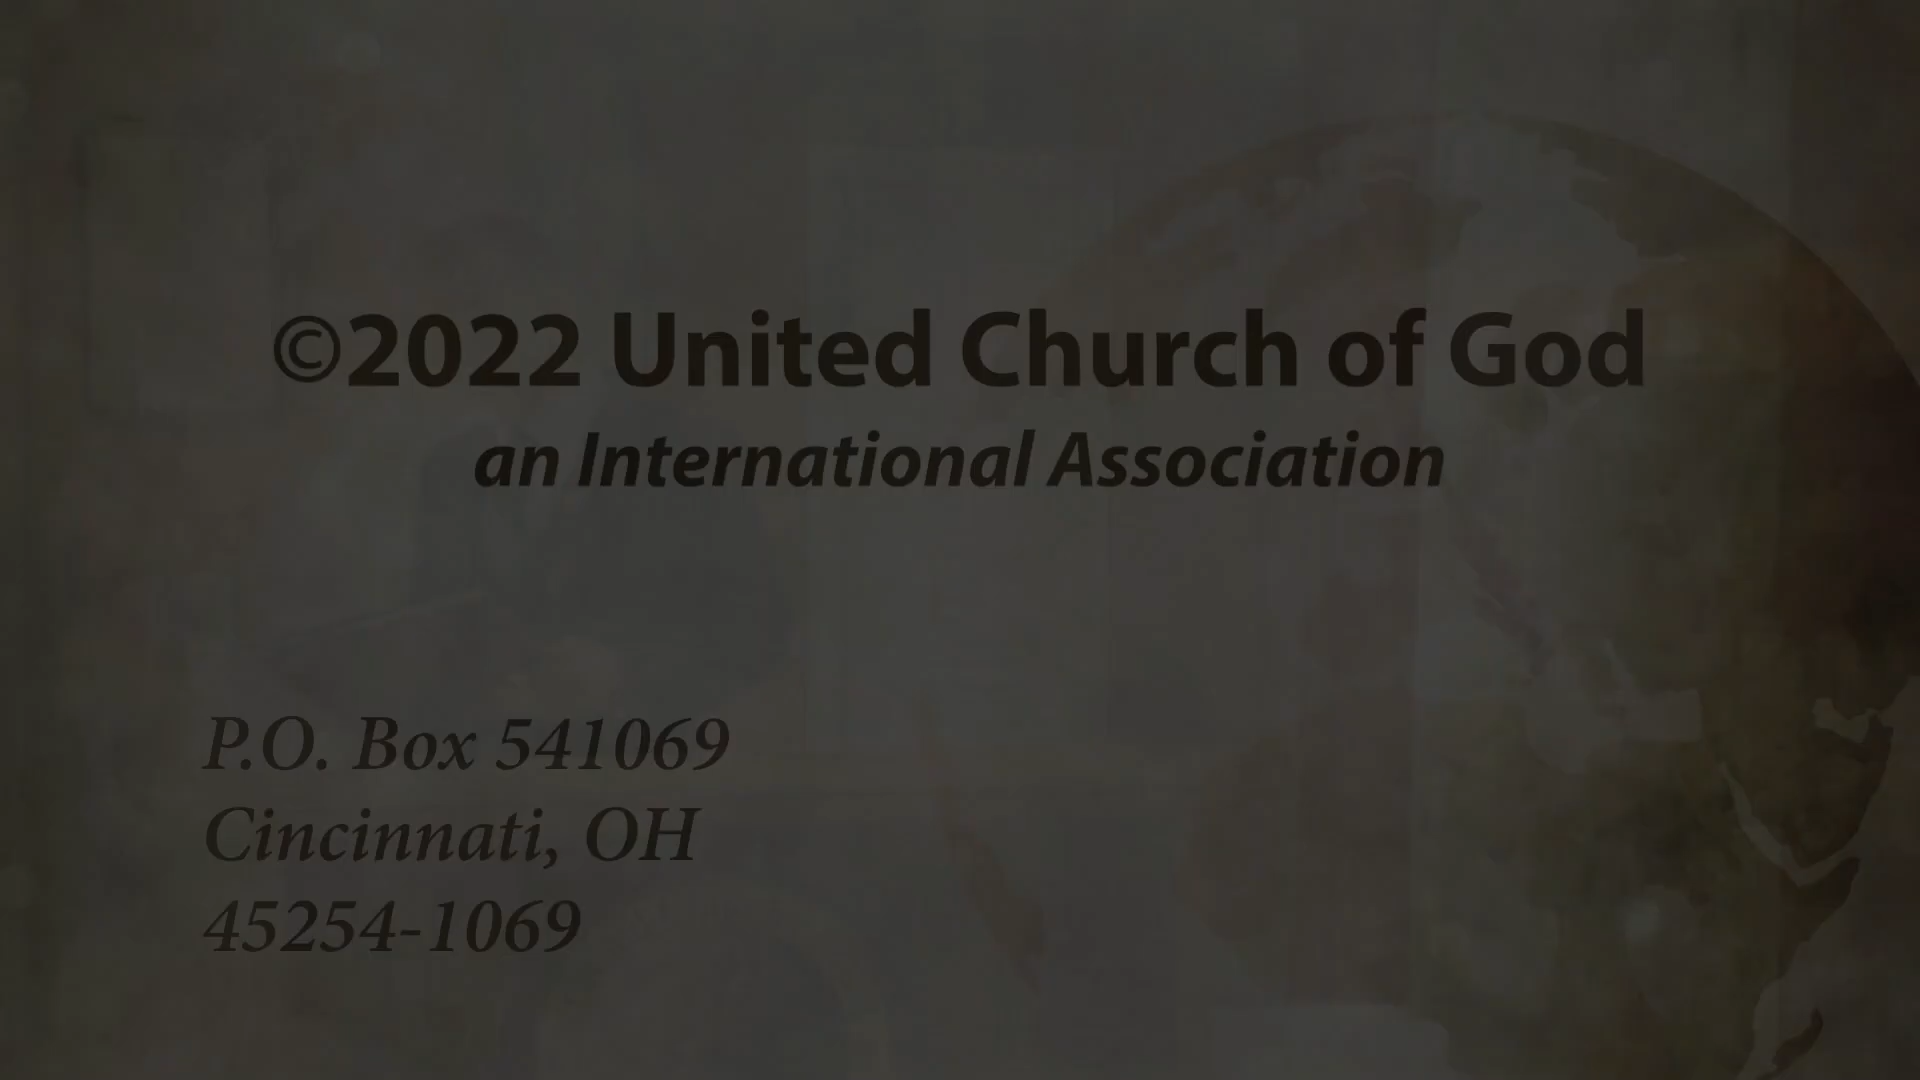 ©2022 United Church of God
an International Association
P.O. Box 541069
Cincinnati, OH
45254-1069